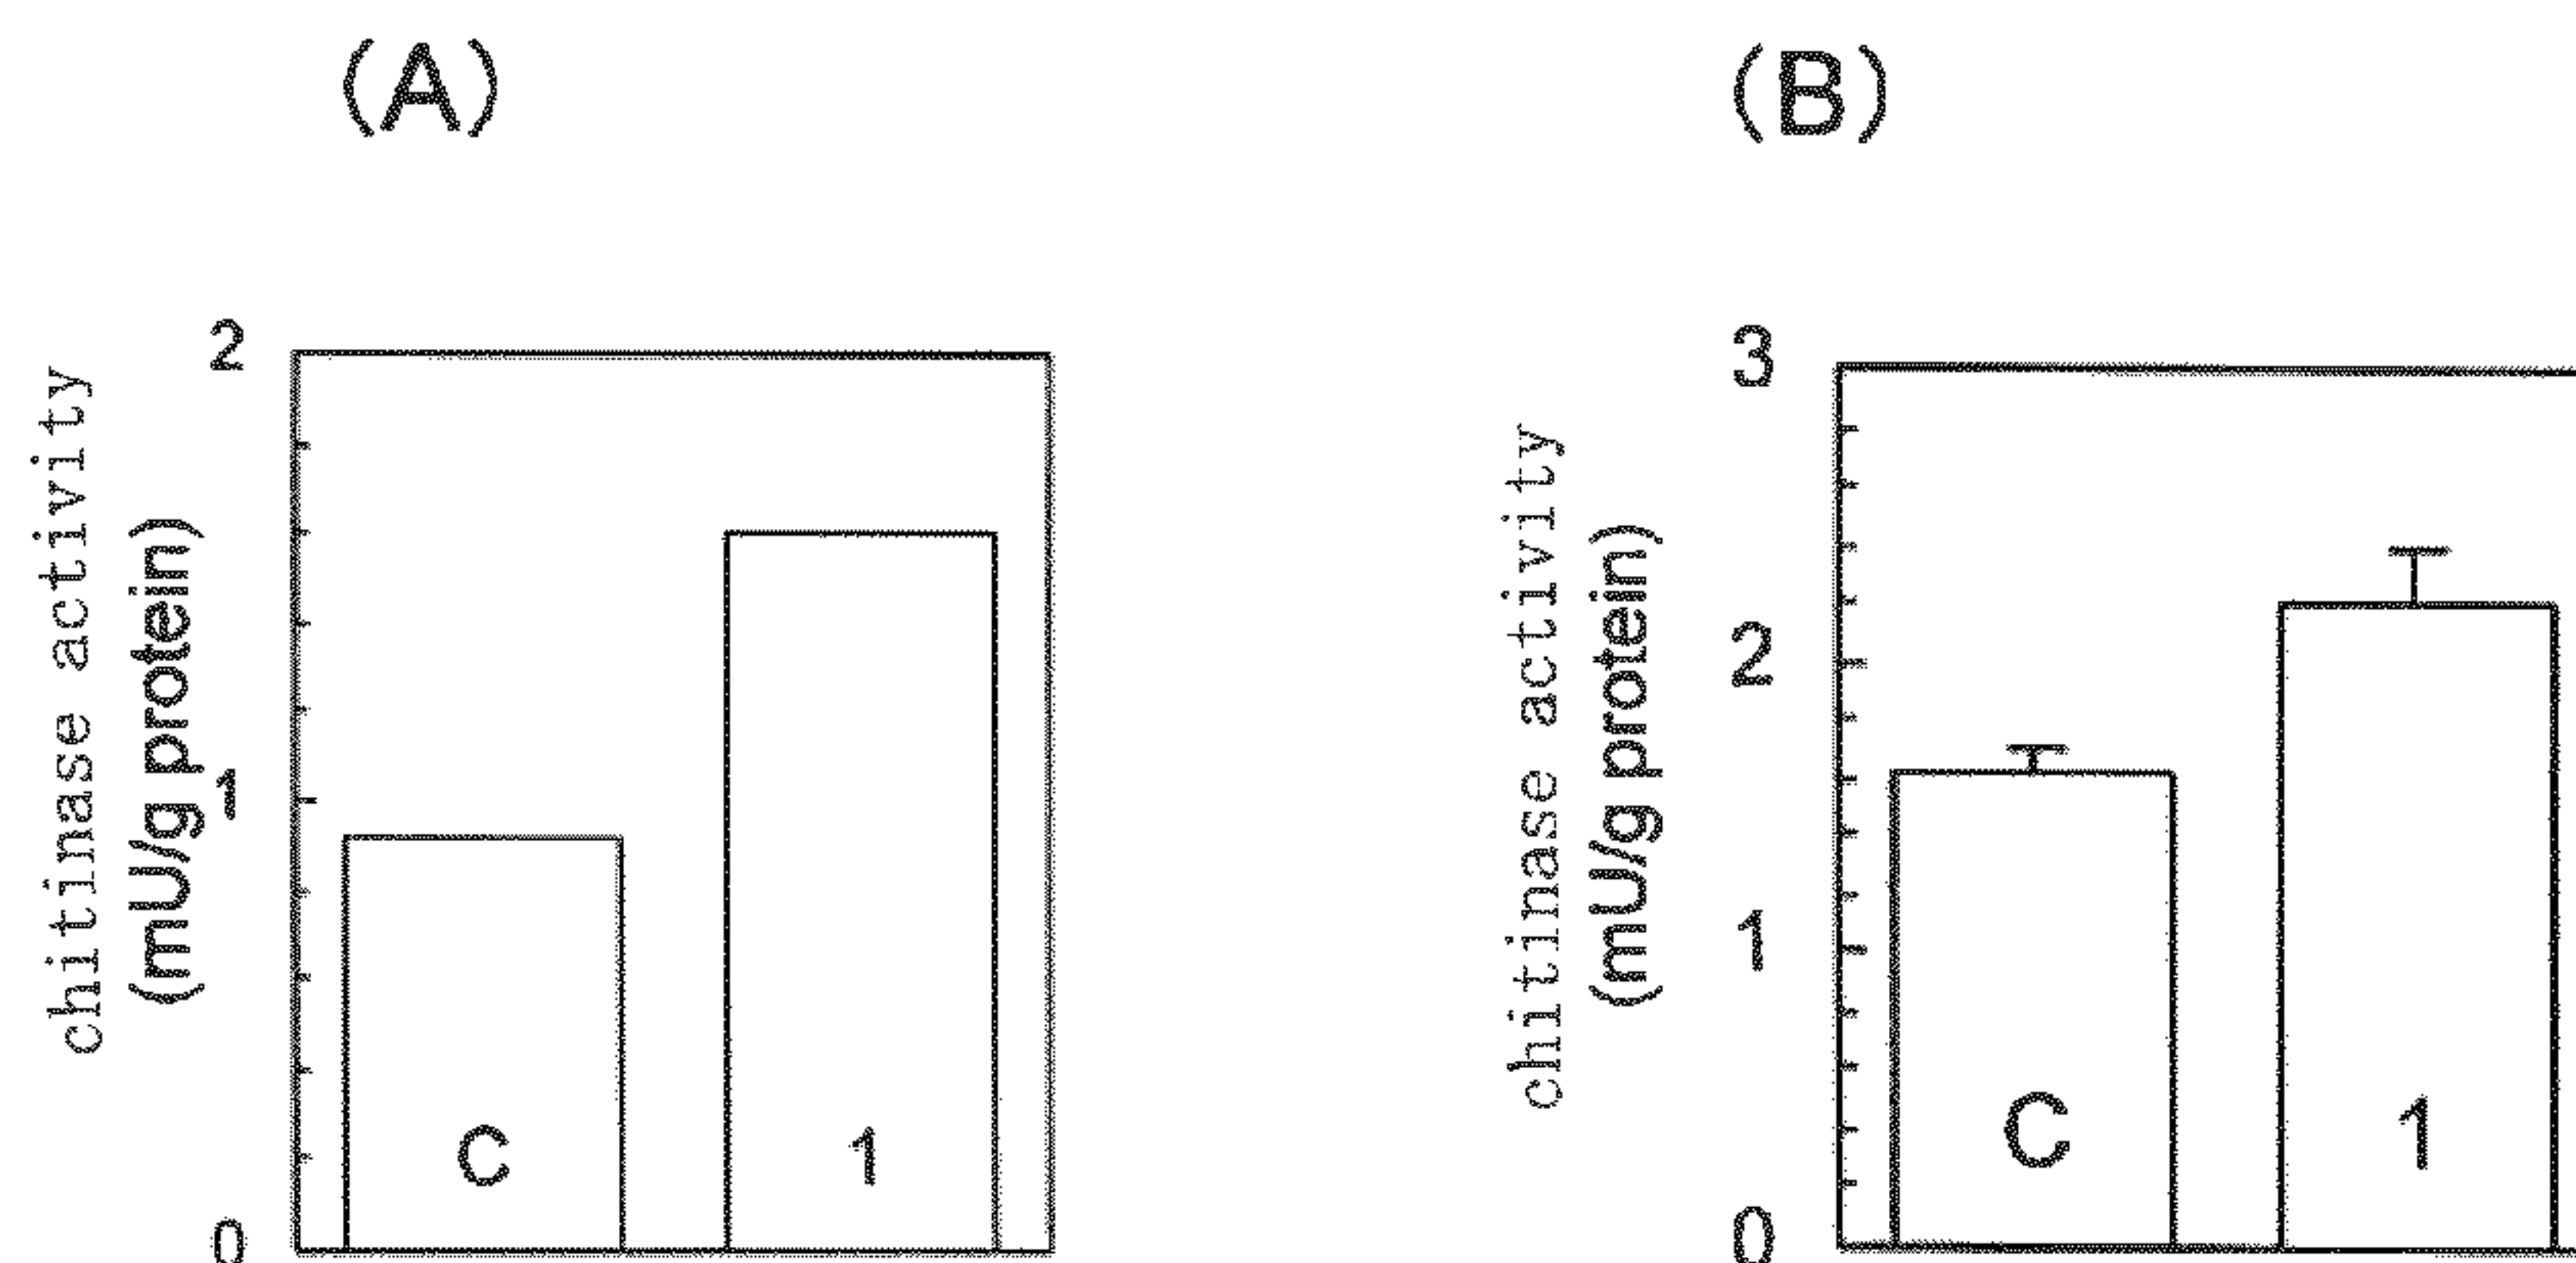 (A)
chitinase activity
(mU/g protein)
2
1
0
C
1
(B)
chitinase activity
(mU/g protein)
3
2
1
0
C
1